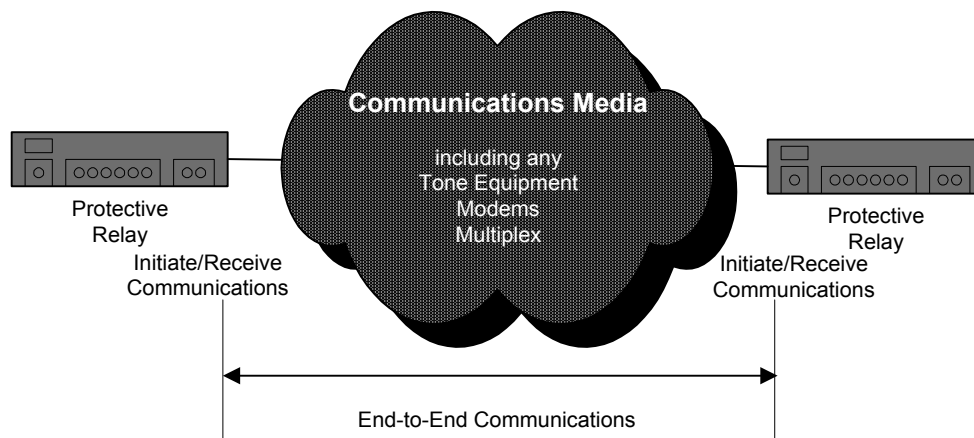 Communications Media
including any
Tone Equipment
Modems
Multiplex
Protective
Relay
Initiate/Receive
Communications
Protective
Relay
Initiate/Receive
Communications
End-to-End Communications